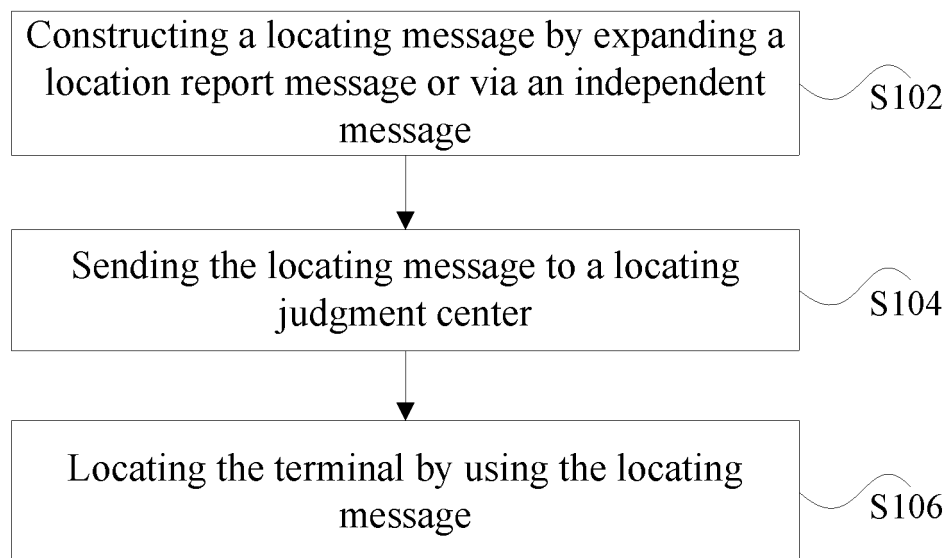 Constructing a locating message by expanding a
location report message or via an independent
message
S102
Sending the locating message to a locating
judgment center
S104
Locating the terminal by using the locating
message
S106